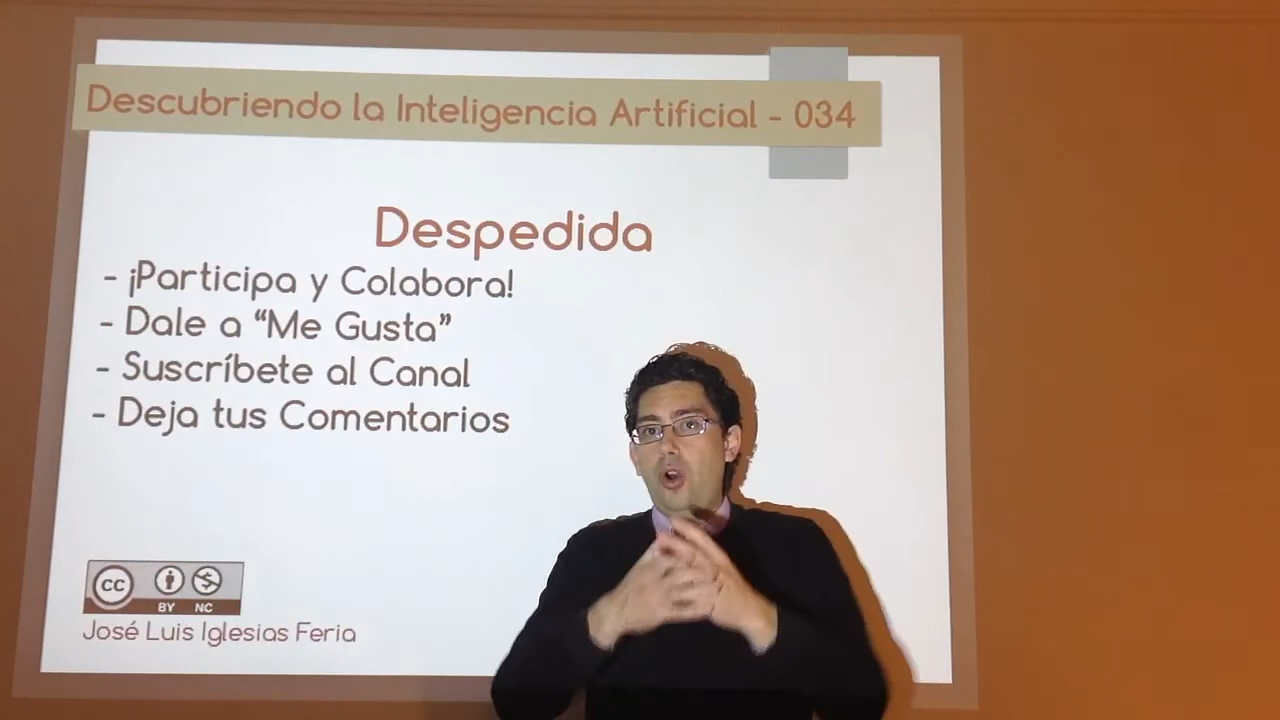 Descubriendo la Inteligencia Artificial - 034
Despedida
- ¡Participa y Colabora!
- Dale a “Me Gusta”
- Suscríbete al Canal
- Deja tus Comentarios
cc
BY NC
José Luis Iglesias Feria